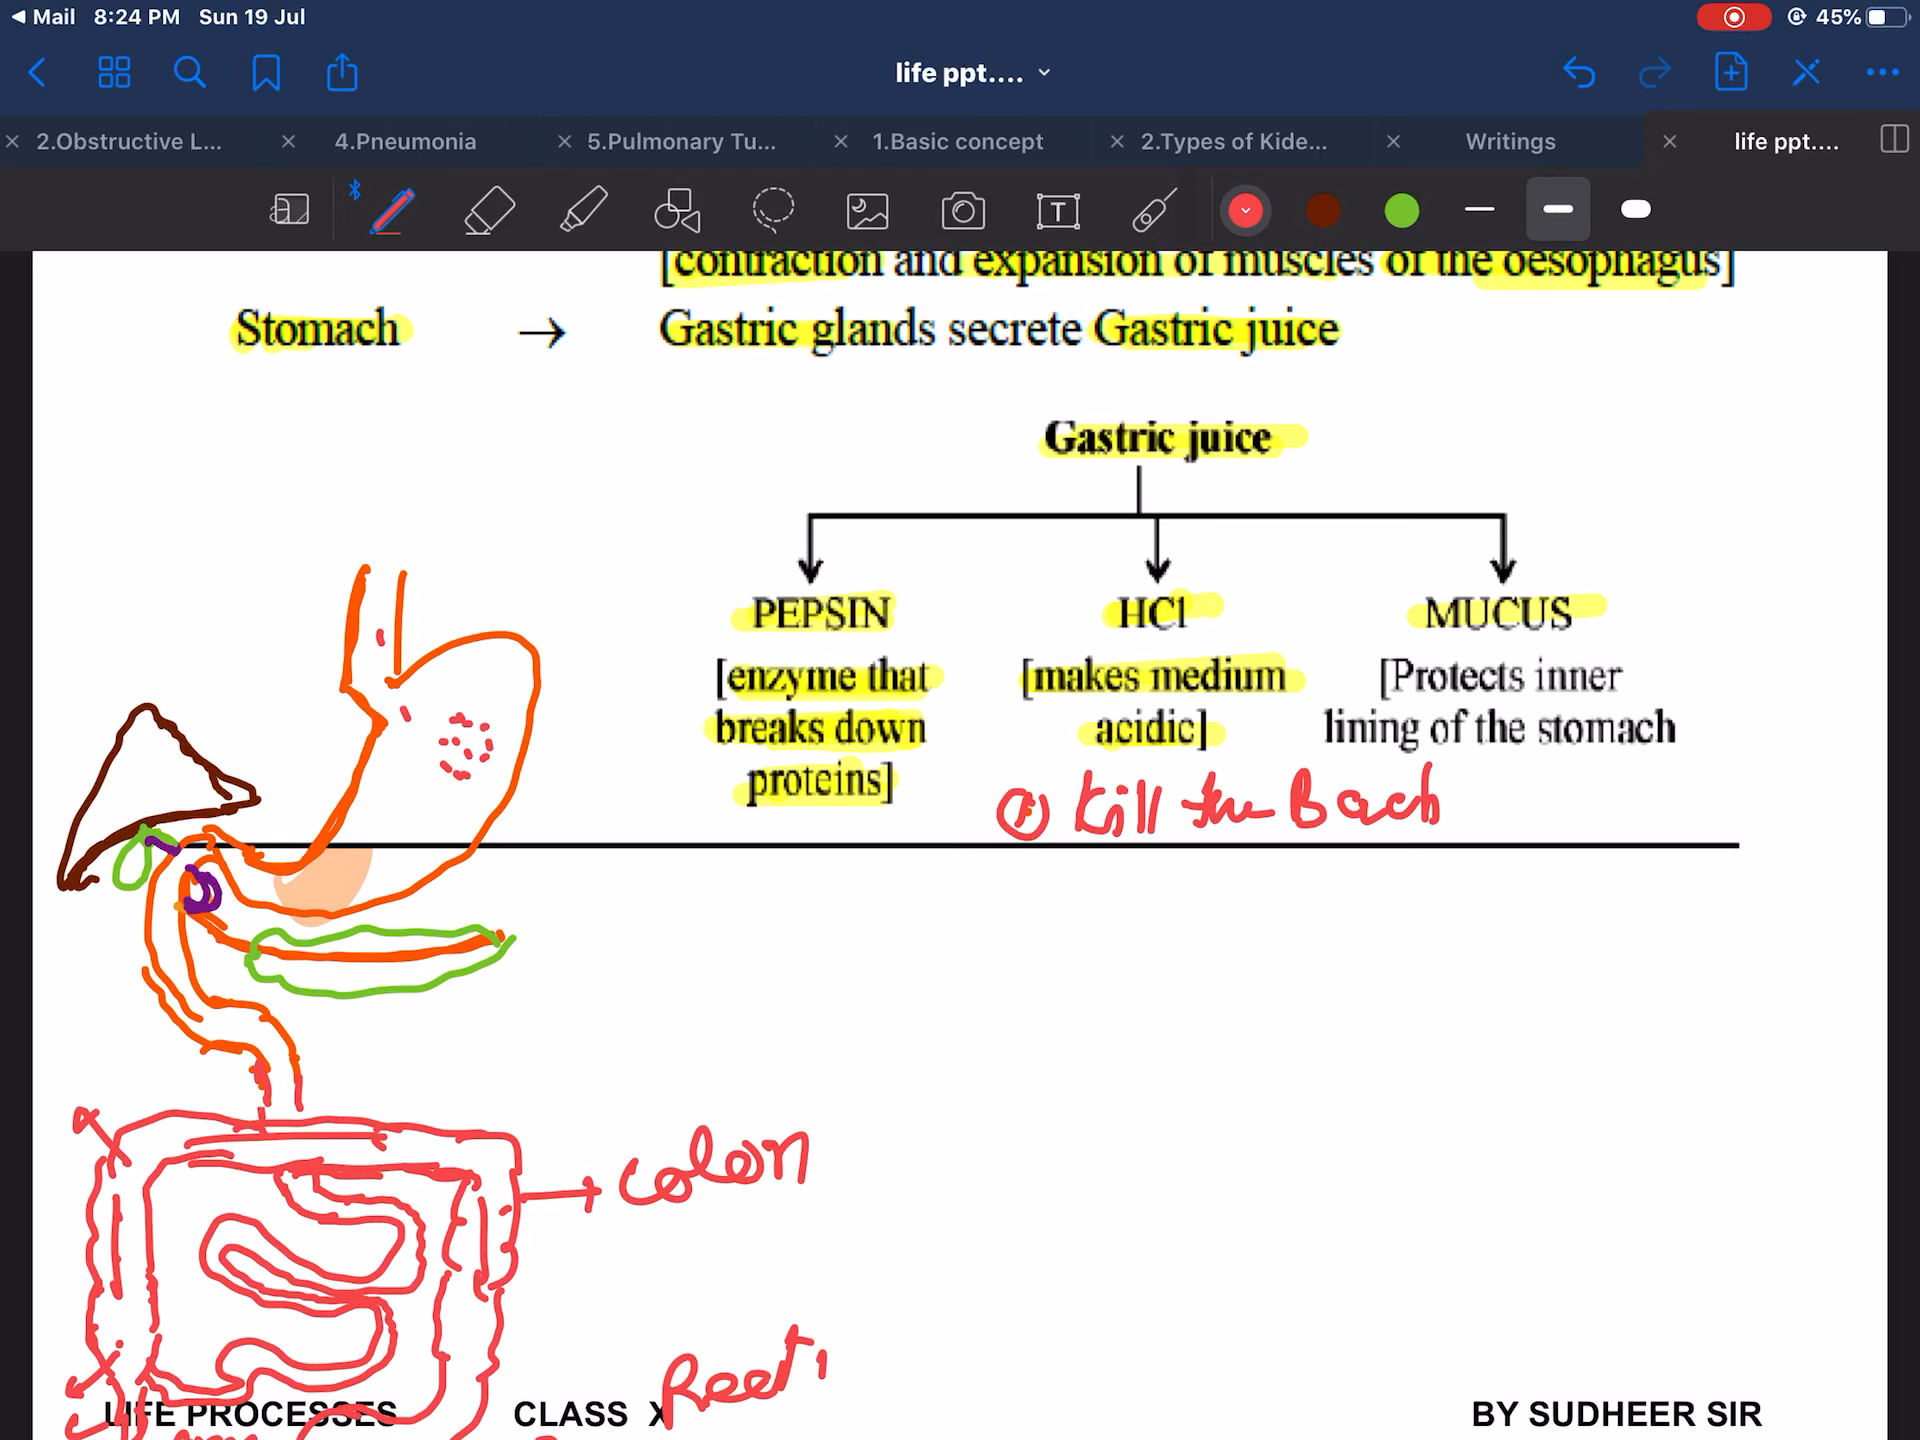 Mail 8:24 PM Sun 19 Jul 45%
life ppt....
2.Obstructive L... 4.Pneumonia 5.Pulmonary Tu... 1.Basic concept 2.Types of Kide... Writings life ppt....
[contraction and expansion of muscles of the oesophagus]
Stomach → Gastric glands secrete Gastric juice
Gastric juice
PEPSIN HCl MUCUS
[enzyme that [makes medium [Protects inner
breaks down acidic] lining of the stomach
proteins]
Kill the Bact
→ Colon
LIFE PROCESSES CLASS X BY SUDHEER SIR